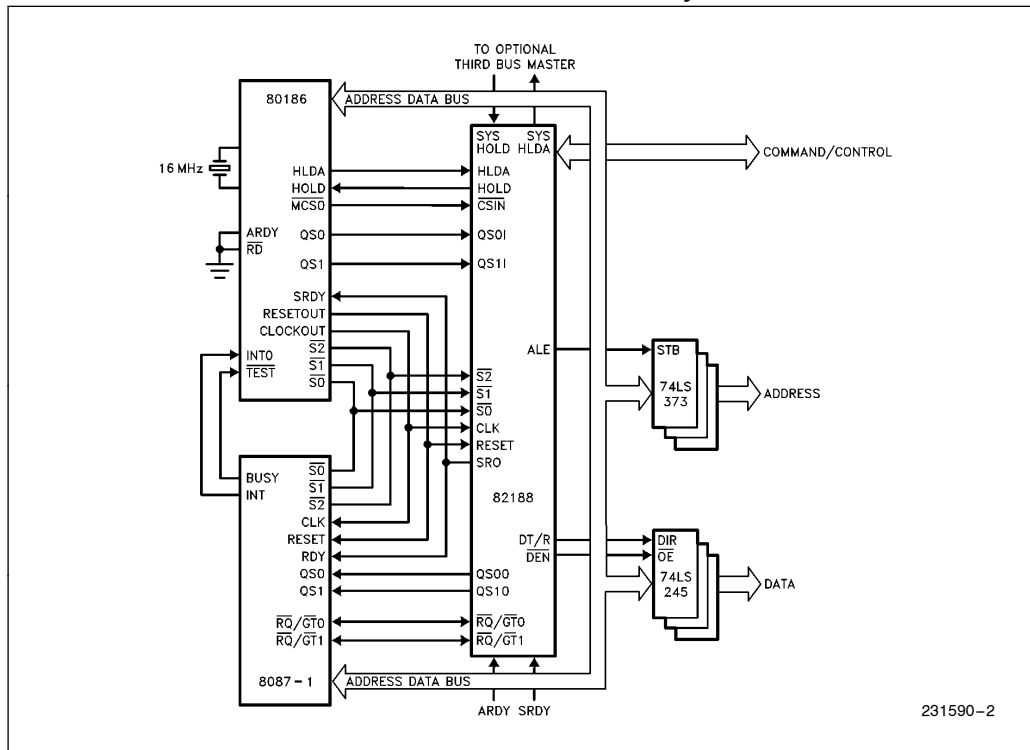 TO OPTIONAL
THIRD BUS MASTER
80186
ADDRESS DATA BUS
16 MHz
HLDA
HOLD
MCS0
ARDY
RD
QS0
QS1
SRDY
RESETOUT
CLOCKOUT
S2
S1
S0
INT0
TEST
SYS HOLD
SYS HLDA
HLDA
HOLD
CSIN
QS0I
QS1I
ALE
S2
S1
S0
CLK
RESET
SRO
82188
DT/R
DEN
QS0O
QS1O
RQ/GT0
RQ/GT1
COMMAND/CONTROL
STB
74LS
373
ADDRESS
DIR
OE
74LS
245
DATA
BUSY
INT
S0
S1
S2
CLK
RESET
RDY
QS0
QS1
RQ/GT0
RQ/GT1
8087-1
ADDRESS DATA BUS
ARDY SRDY
231590-2